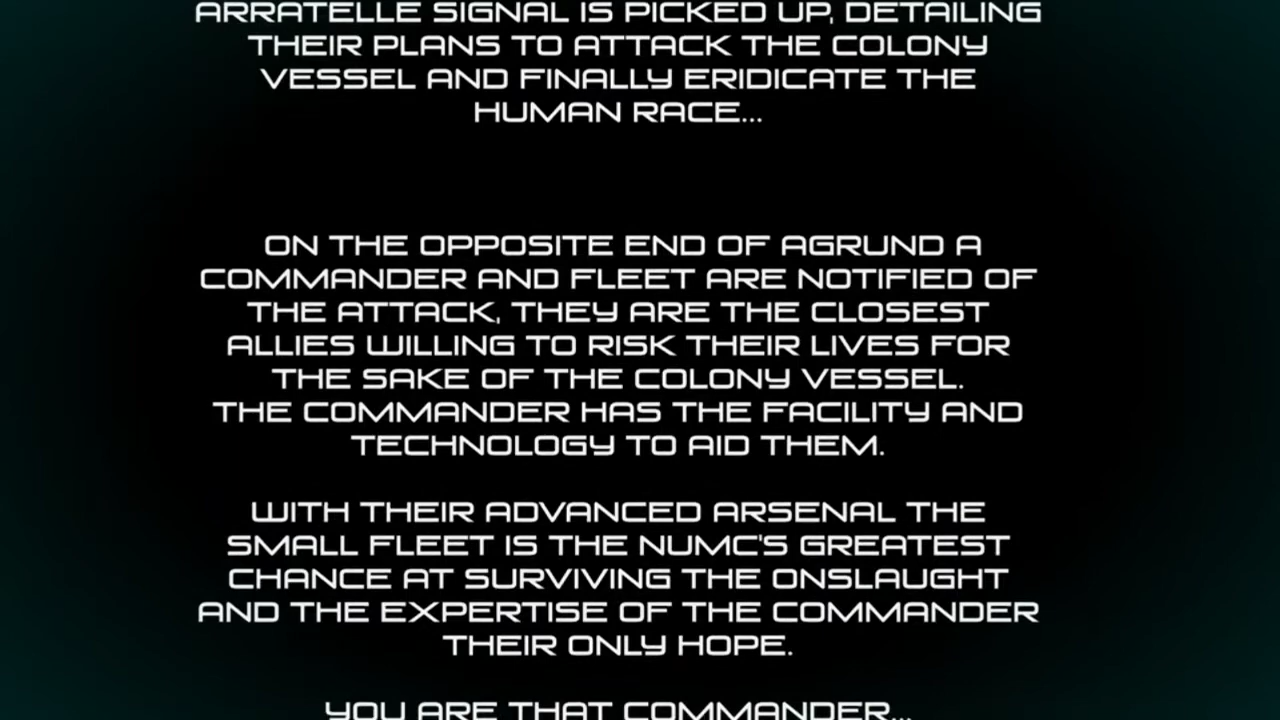 ARRATELLE SIGNAL IS PICKED UP, DETAILING
THEIR PLANS TO ATTACK THE COLONY
VESSEL AND FINALLY ERIDICATE THE
HUMAN RACE...
ON THE OPPOSITE END OF AGRUND A
COMMANDER AND FLEET ARE NOTIFIED OF
THE ATTACK, THEY ARE THE CLOSEST
ALLIES WILLING TO RISK THEIR LIVES FOR
THE SAKE OF THE COLONY VESSEL.
THE COMMANDER HAS THE FACILITY AND
TECHNOLOGY TO AID THEM.
WITH THEIR ADVANCED ARSENAL THE
SMALL FLEET IS THE NUMC'S GREATEST
CHANCE AT SURVIVING THE ONSLAUGHT
AND THE EXPERTISE OF THE COMMANDER
THEIR ONLY HOPE.
YOU ARE THAT COMMANDER...